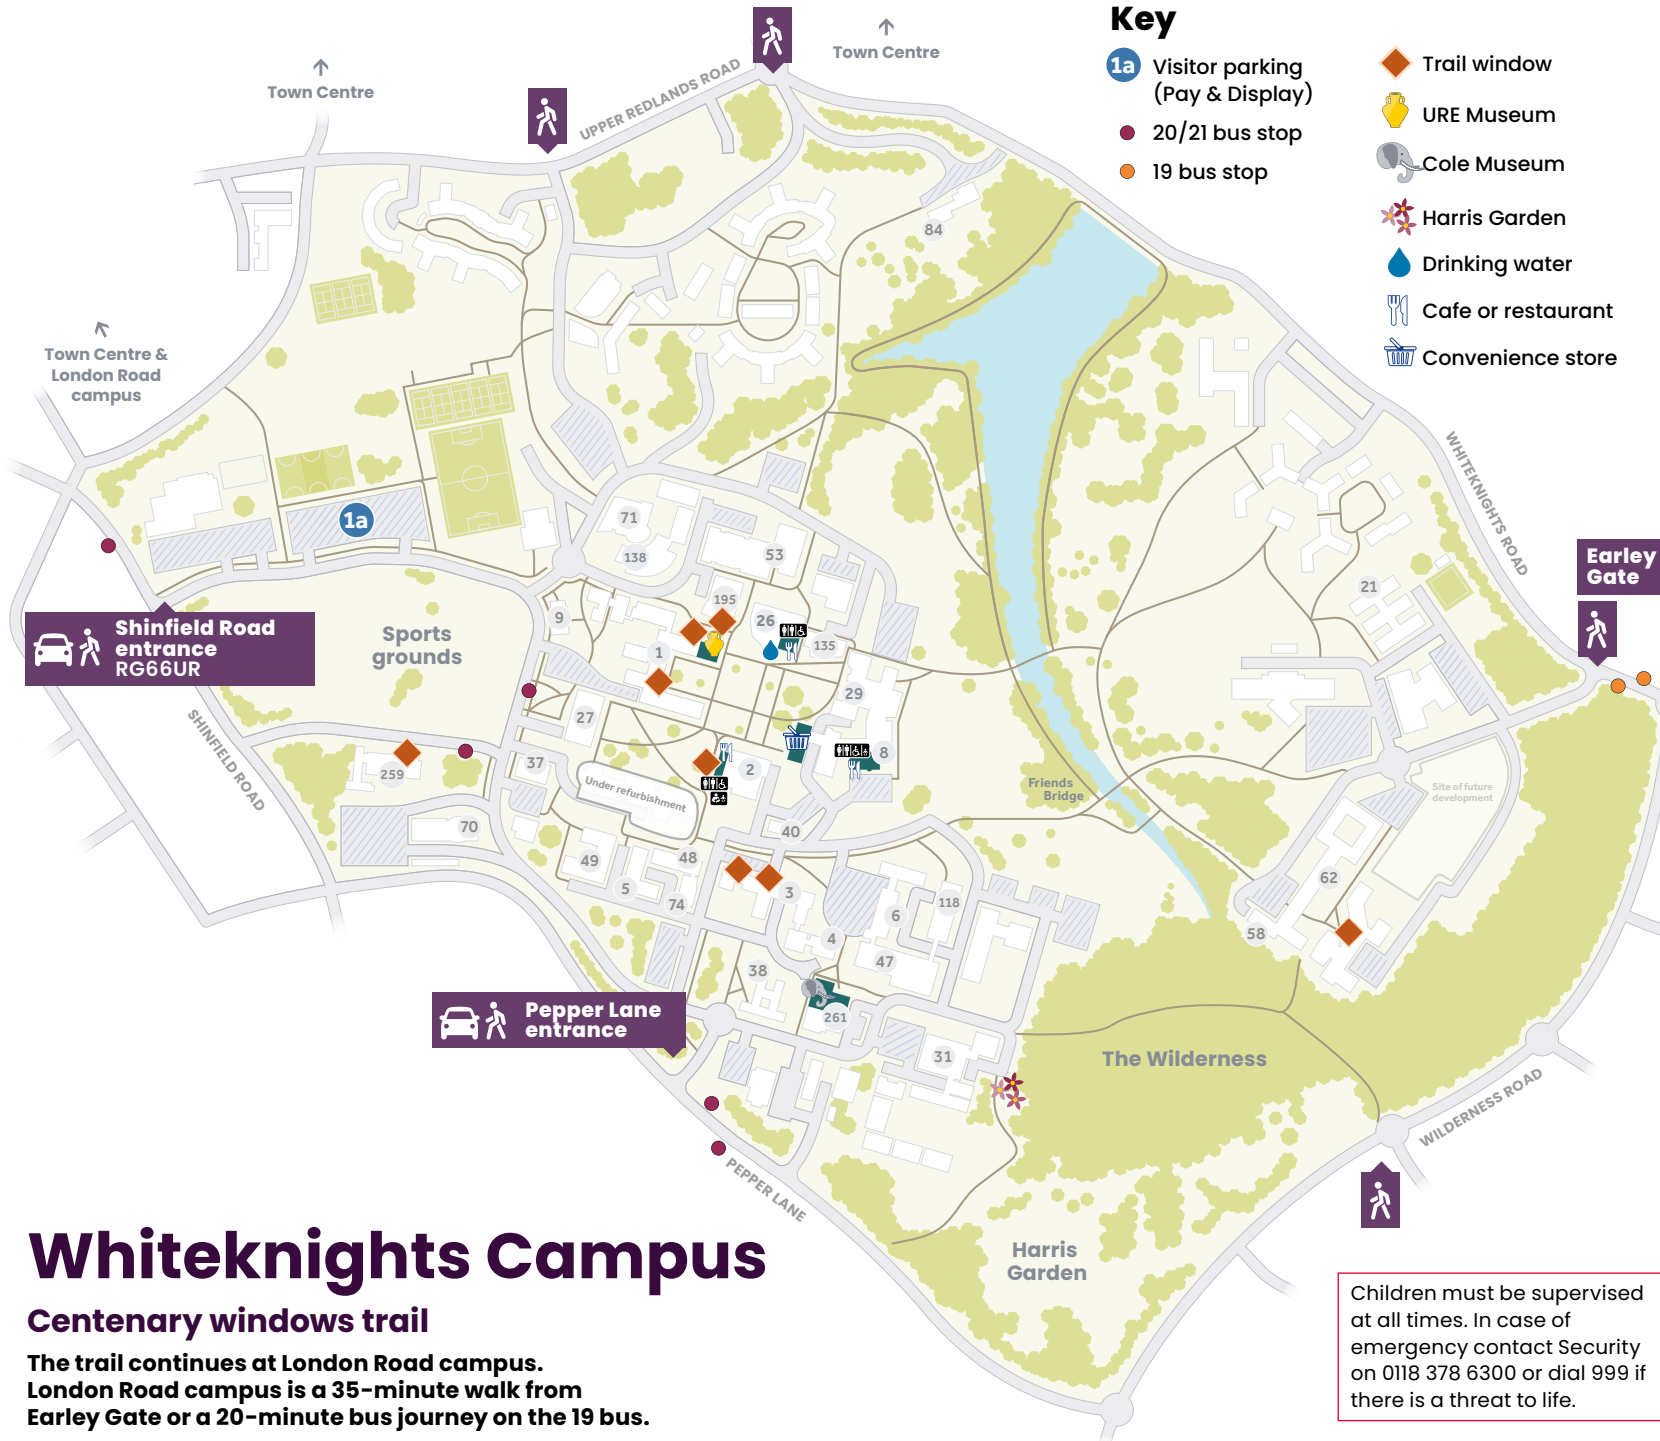 Key
Town Centre
Town Centre
1a
Visitor parking
(Pay & Display)
20/21 bus stop
19 bus stop
Trail window
URE Museum
Cole Museum
Harris Garden
Drinking water
Cafe or restaurant
Convenience store
UPPER REDLANDS ROAD
84
Town Centre &
London Road
campus
WHITEKNIGHTS ROAD
1a
71
138
53
Earley
Gate
21
195
9
26
135
1
Shinfield Road
entrance
RG66UR
Sports
grounds
29
27
SHINFIELD ROAD
259
37
2
8
Under refurbishment
Friends
Bridge
Site of future
development
70
40
49
48
5
74
3
62
6
118
4
58
47
38
261
Pepper Lane
entrance
31
The Wilderness
WILDERNESS ROAD
PEPPER LANE
Harris
Garden
Whiteknights Campus
Centenary windows trail
The trail continues at London Road campus.
London Road campus is a 35-minute walk from
Earley Gate or a 20-minute bus journey on the 19 bus.
Children must be supervised
at all times. In case of
emergency contact Security
on 0118 378 6300 or dial 999 if
there is a threat to life.